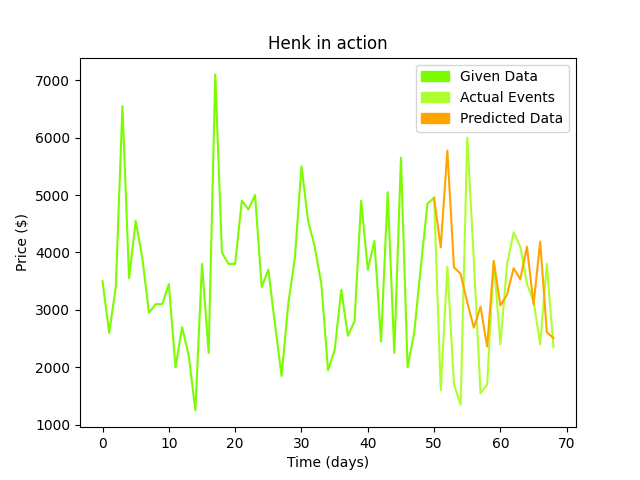 Henk in action
Given Data
Actual Events
Predicted Data
Price ($)
7000
6000
5000
4000
3000
2000
1000
0 10 20 30 40 50 60 70
Time (days)